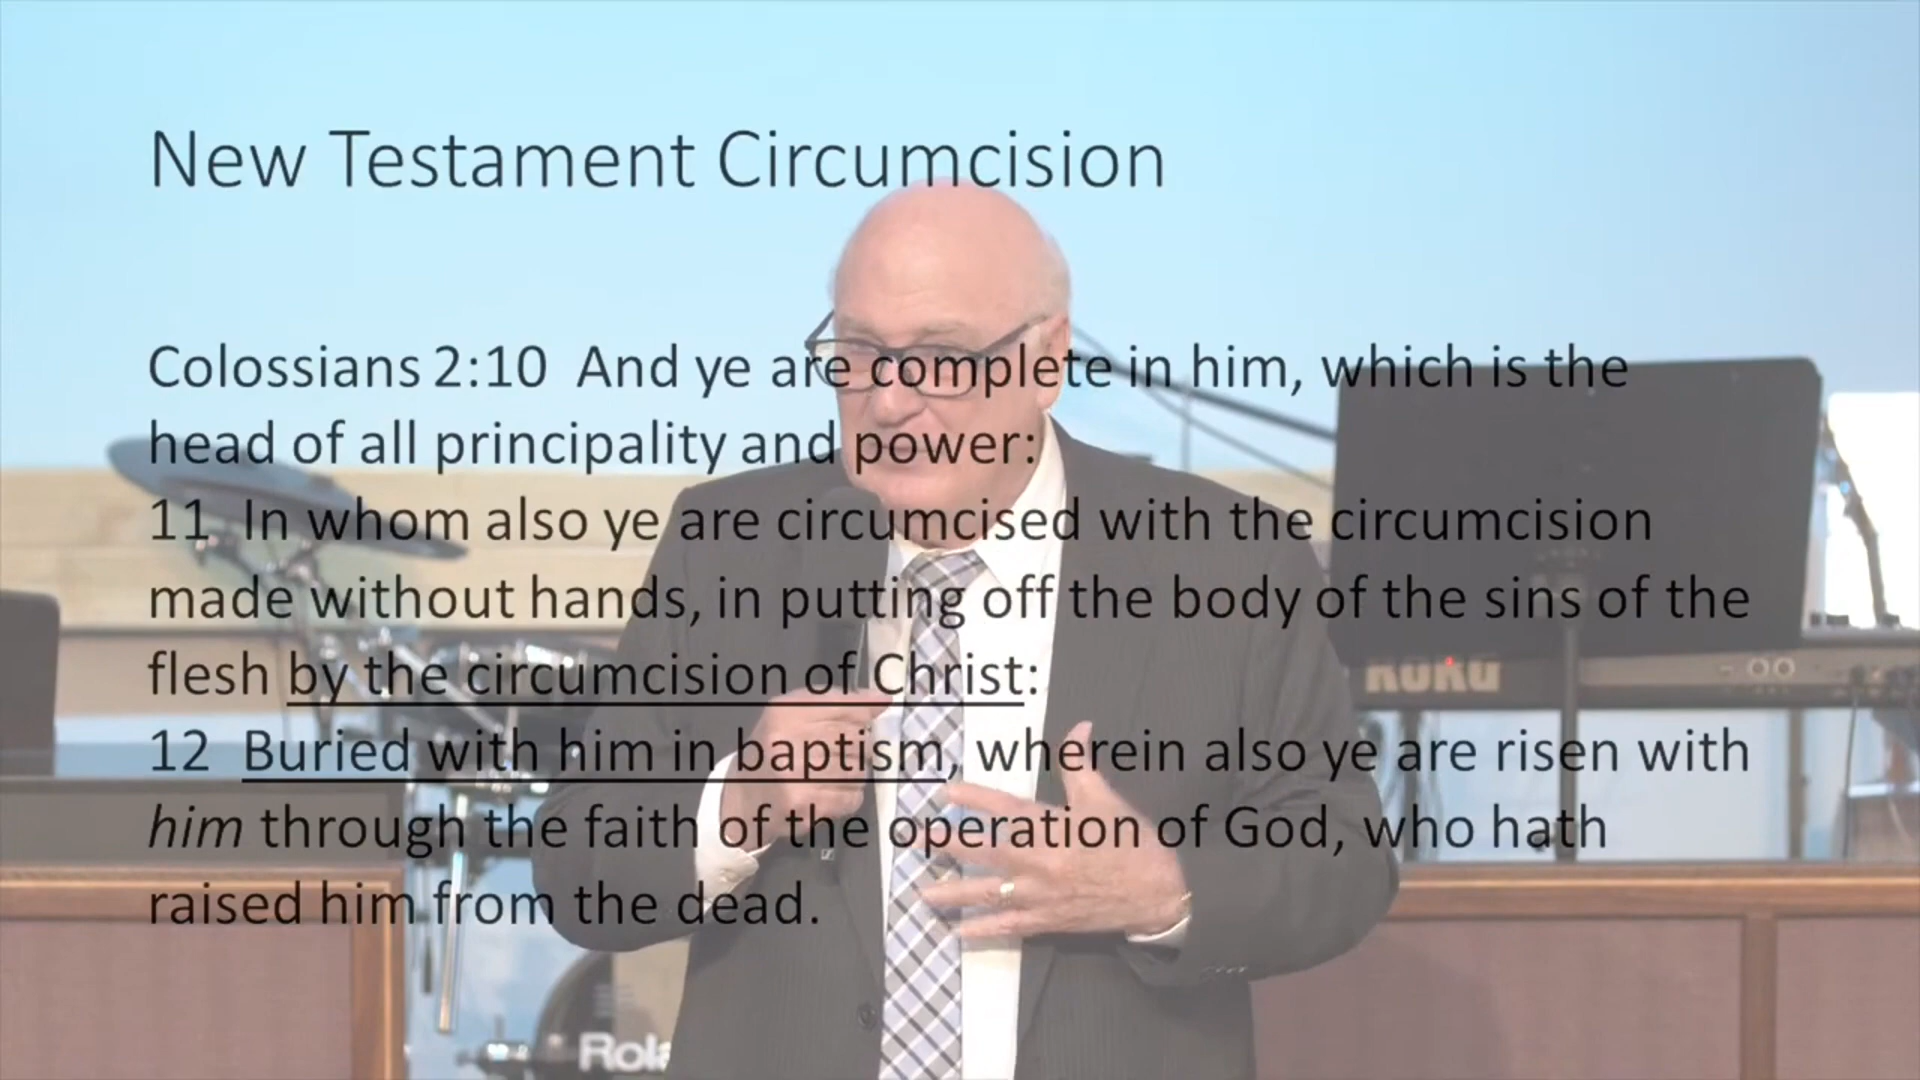 New Testament Circumcision
Colossians 2:10  And ye are complete in him, which is the
head of all principality and power:
11  In whom also ye are circumcised with the circumcision
made without hands, in putting off the body of the sins of the
flesh by the circumcision of Christ:
12  Buried with him in baptism, wherein also ye are risen with
him through the faith of the operation of God, who hath
raised him from the dead.
KORG